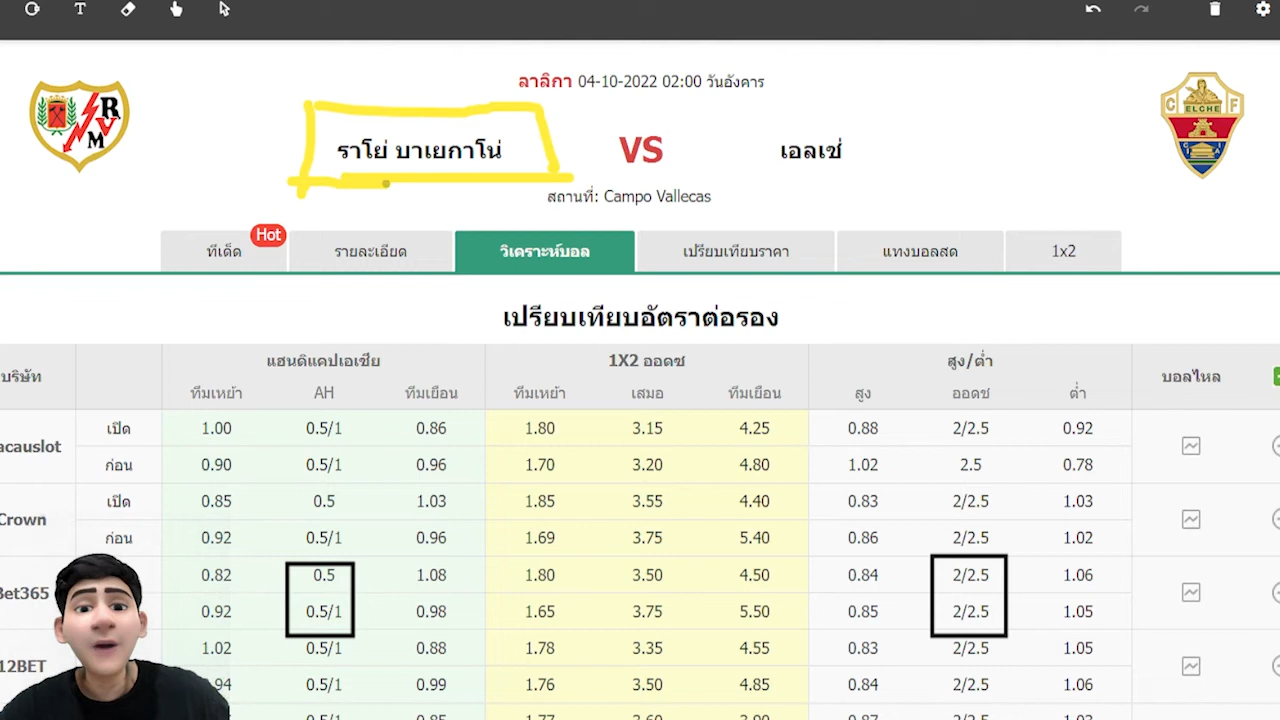 T
ลาลิกา 04-10-2022 02:00 วันอังคาร
R V M
ราโย่ บาเยกาโน่ VS เอลเช่
C F ELCHE
สถานที่: Campo Vallecas
ทีเด็ด Hot รายละเอียด วิเคราะห์บอล เปรียบเทียบราคา แทงบอลสด 1x2
เปรียบเทียบอัตราต่อรอง
บริษัท แฮนดิแคปเอเชีย 1X2 ออดซ สูง/ต่ำ บอลไหล
ทีมเหย้า AH ทีมเยือน ทีมเหย้า เสมอ ทีมเยือน สูง ออดซ ต่ำ
acauslot เปิด 1.00 0.5/1 0.86 1.80 3.15 4.25 0.88 2/2.5 0.92
ก่อน 0.90 0.5/1 0.96 1.70 3.20 4.80 1.02 2.5 0.78
Crown เปิด 0.85 0.5 1.03 1.85 3.55 4.40 0.83 2/2.5 1.03
ก่อน 0.92 0.5/1 0.96 1.69 3.75 5.40 0.86 2/2.5 1.02
Bet365 0.82 0.5 1.08 1.80 3.50 4.50 0.84 2/2.5 1.06
0.92 0.5/1 0.98 1.65 3.75 5.50 0.85 2/2.5 1.05
12BET 1.02 0.5/1 0.88 1.78 3.35 4.55 0.83 2/2.5 1.05
.94 0.5/1 0.99 1.76 3.50 4.85 0.84 2/2.5 1.06